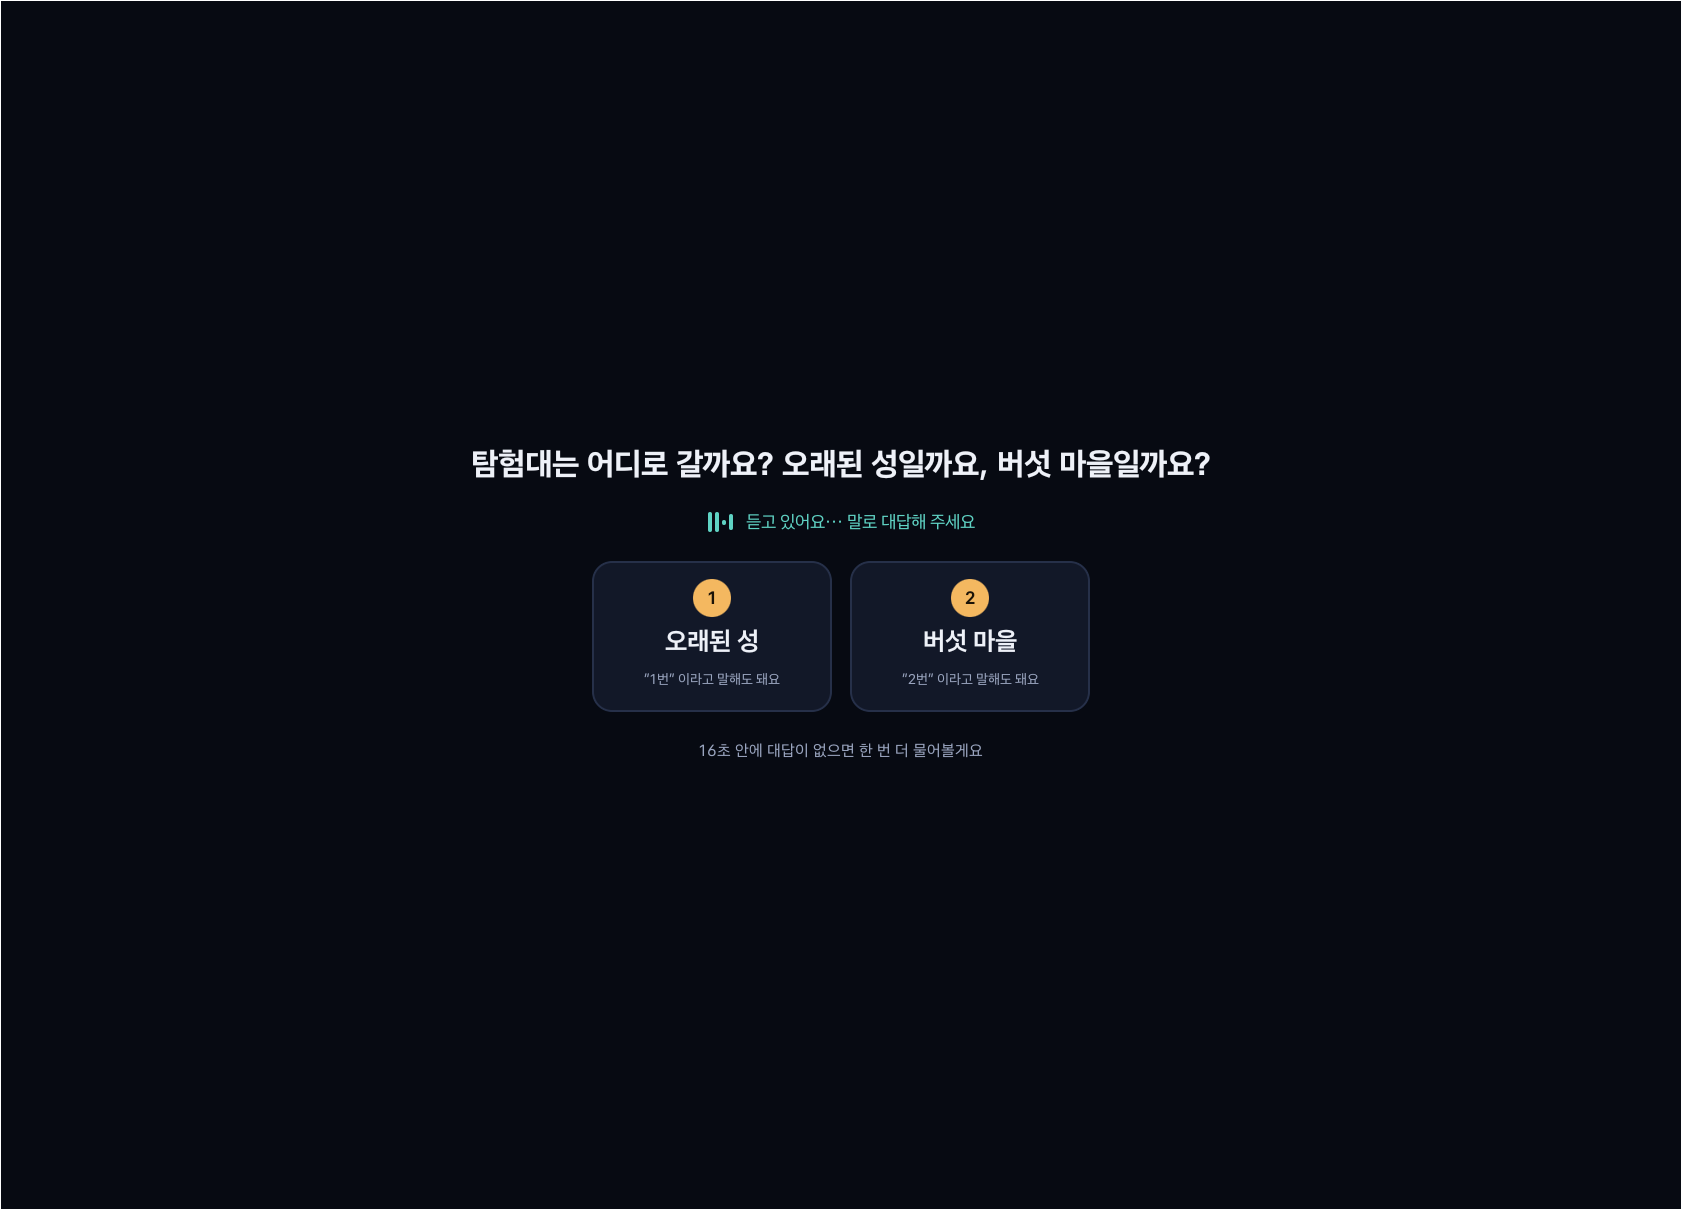 탐험대는 어디로 갈까요? 오래된 성일까요, 버섯 마을일까요?
듣고 있어요… 말로 대답해 주세요
1
오래된 성
“1번” 이라고 말해도 돼요
2
버섯 마을
“2번” 이라고 말해도 돼요
16초 안에 대답이 없으면 한 번 더 물어볼게요